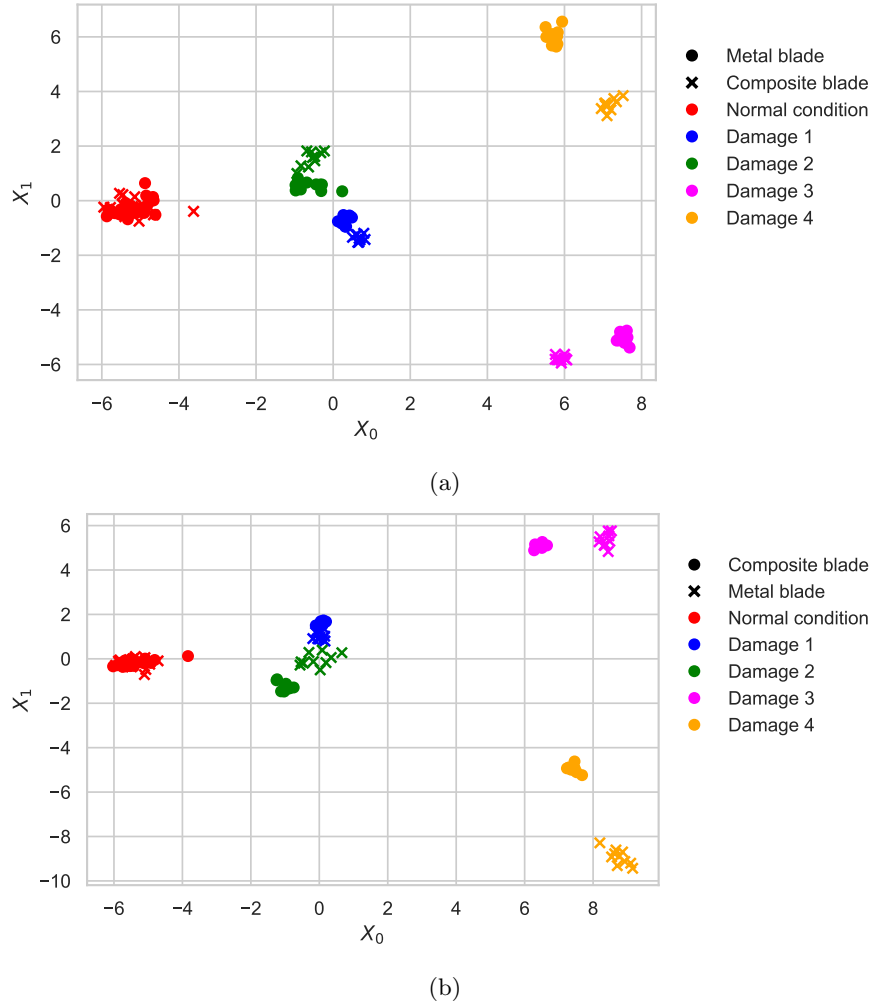 6
4
2
0
−2
−4
−6
X1
−6
−4
−2
0
2
4
6
8
X0
Metal blade
Composite blade
Normal condition
Damage 1
Damage 2
Damage 3
Damage 4
(a)
6
4
2
0
−2
−4
−6
−8
−10
X1
−6
−4
−2
0
2
4
6
8
X0
Composite blade
Metal blade
Normal condition
Damage 1
Damage 2
Damage 3
Damage 4
(b)